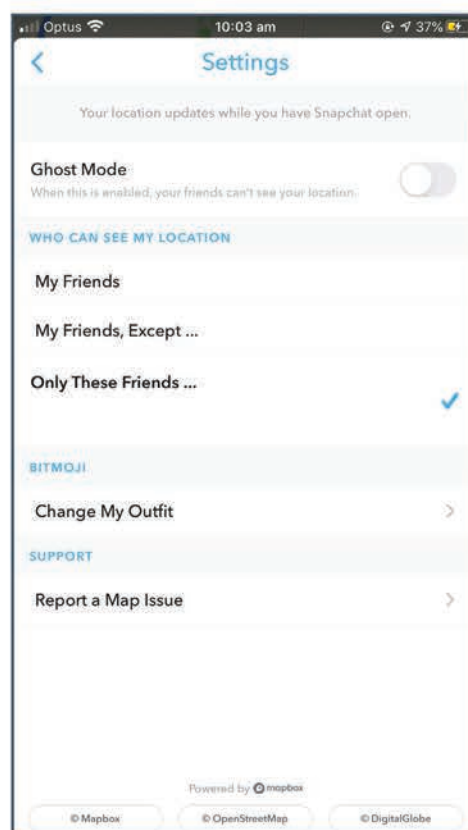 Optus
10:03 am
37%
Settings
Your location updates while you have Snapchat open.
Ghost Mode
When this is enabled, your friends can't see your location.
WHO CAN SEE MY LOCATION
My Friends
My Friends, Except ...
Only These Friends ...
BITMOJI
Change My Outfit
SUPPORT
Report a Map Issue
Powered by mapbox
© Mapbox
© OpenStreetMap
© DigitalGlobe